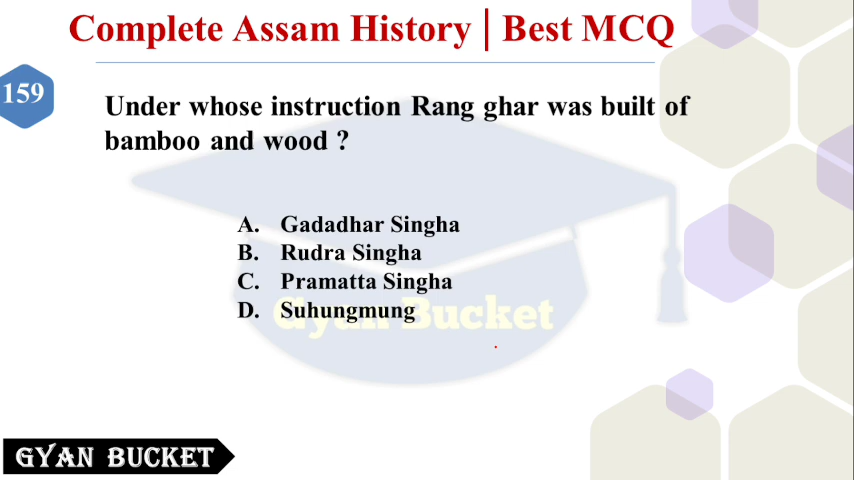 Complete Assam History | Best MCQ
159
Under whose instruction Rang ghar was built of
bamboo and wood ?
A. Gadadhar Singha
B. Rudra Singha
C. Pramatta Singha
D. Suhungmung
Gyan Bucket
GYAN BUCKET